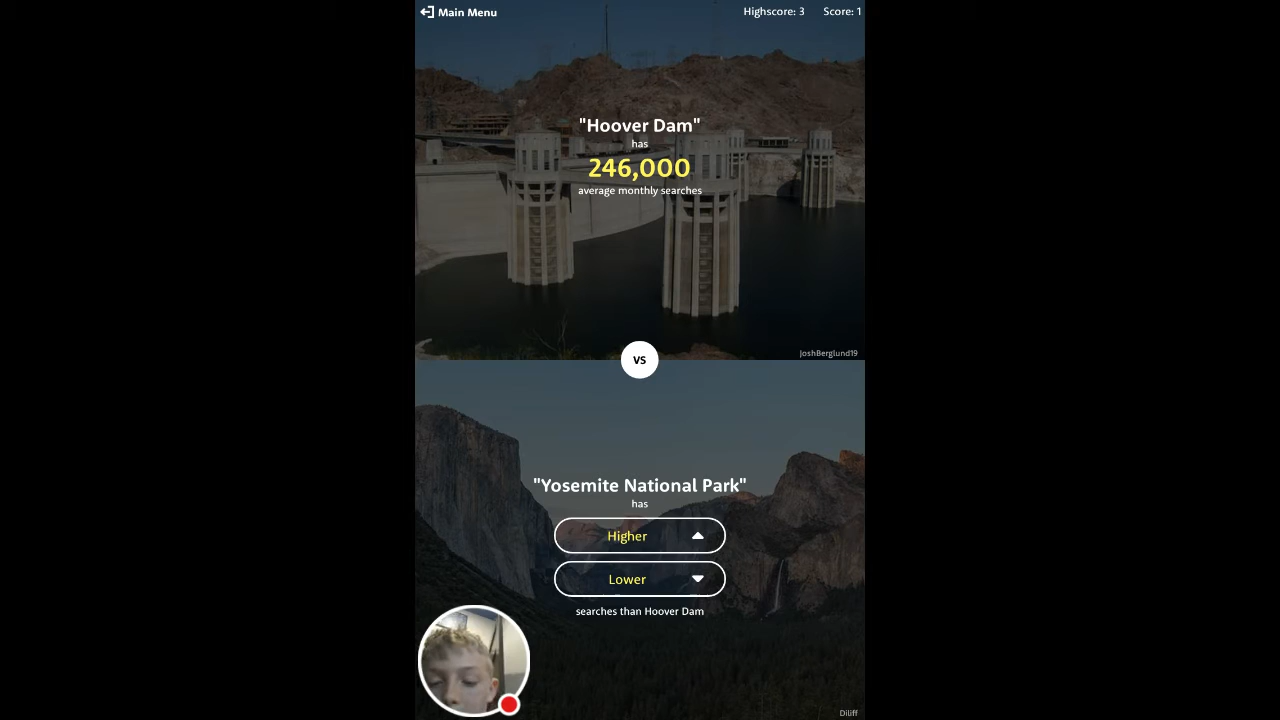 Main Menu
Highscore: 3
Score: 1
"Hoover Dam"
has
246,000
average monthly searches
JoshBerglund19
VS
"Yosemite National Park"
has
Higher
Lower
searches than Hoover Dam
Diliff